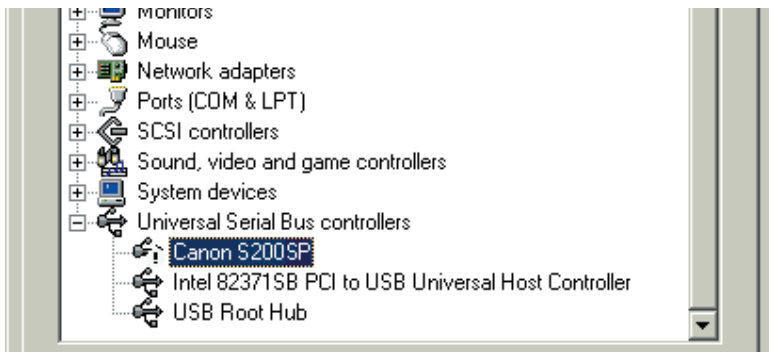 Monitors
Mouse
Network adapters
Ports (COM & LPT)
SCSI controllers
Sound, video and game controllers
System devices
Universal Serial Bus controllers
Canon S200SP
Intel 82371SB PCI to USB Universal Host Controller
USB Root Hub